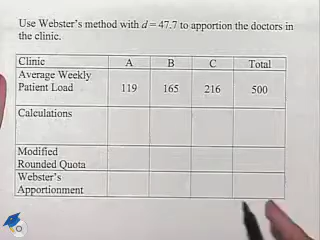 Use Webster's method with d = 47.7 to apportion the doctors in
the clinic.
Clinic A B C Total
Average Weekly
Patient Load 119 165 216 500
Calculations
Modified
Rounded Quota
Webster's
Apportionment